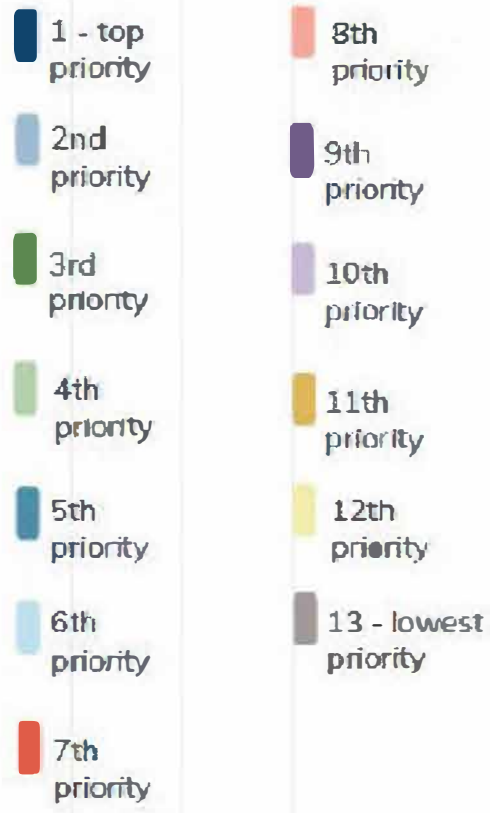 1 - top
priority
2nd
priority
3rd
priority
4th
priority
5th
priority
6th
priority
7th
priority
8th
priority
9th
priority
10th
priority
11th
priority
12th
priority
13 - lowest
priority